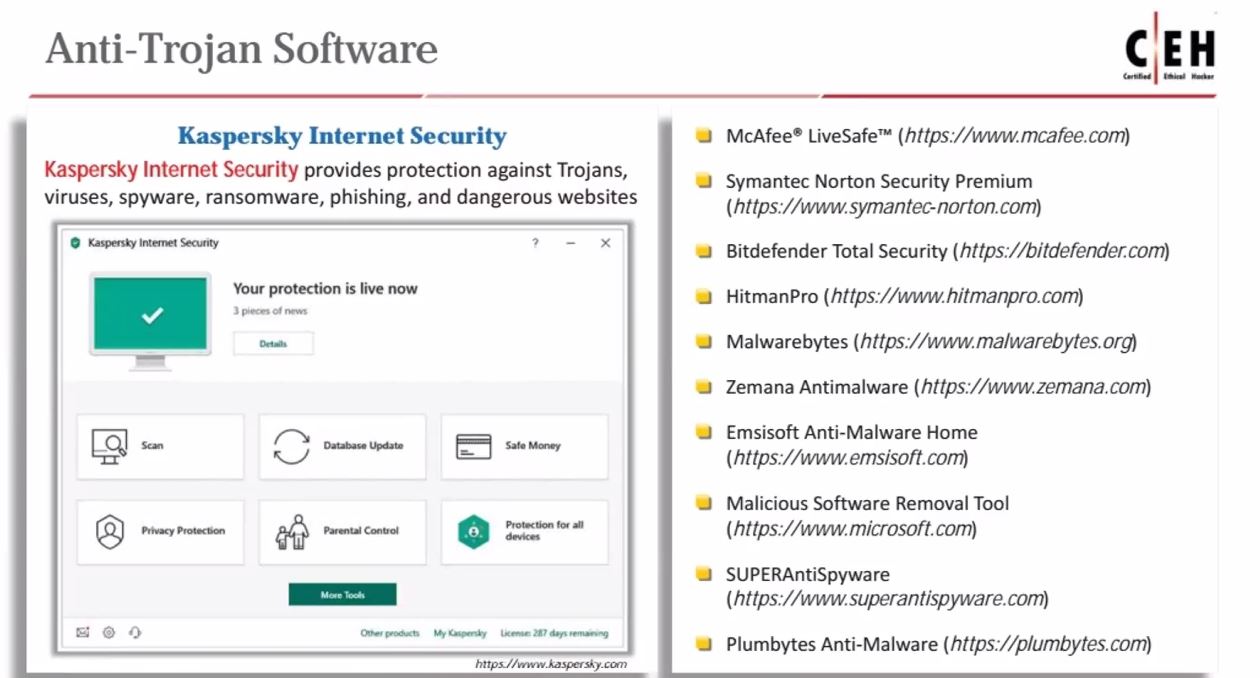 Anti-Trojan Software
CEH
Certified Ethical Hacker
Kaspersky Internet Security
Kaspersky Internet Security provides protection against Trojans,
viruses, spyware, ransomware, phishing, and dangerous websites
Kaspersky Internet Security
?
Your protection is live now
3 pieces of news
Details
Scan
Database Update
Safe Money
Privacy Protection
Parental Control
Protection for all
devices
More Tools
Other products My Kaspersky License: 287 days remaining
https://www.kaspersky.com
McAfee® LiveSafe™ (https://www.mcafee.com)
Symantec Norton Security Premium
(https://www.symantec-norton.com)
Bitdefender Total Security (https://bitdefender.com)
HitmanPro (https://www.hitmanpro.com)
Malwarebytes (https://www.malwarebytes.org)
Zemana Antimalware (https://www.zemana.com)
Emsisoft Anti-Malware Home
(https://www.emsisoft.com)
Malicious Software Removal Tool
(https://www.microsoft.com)
SUPERAntiSpyware
(https://www.superantispyware.com)
Plumbytes Anti-Malware (https://plumbytes.com)